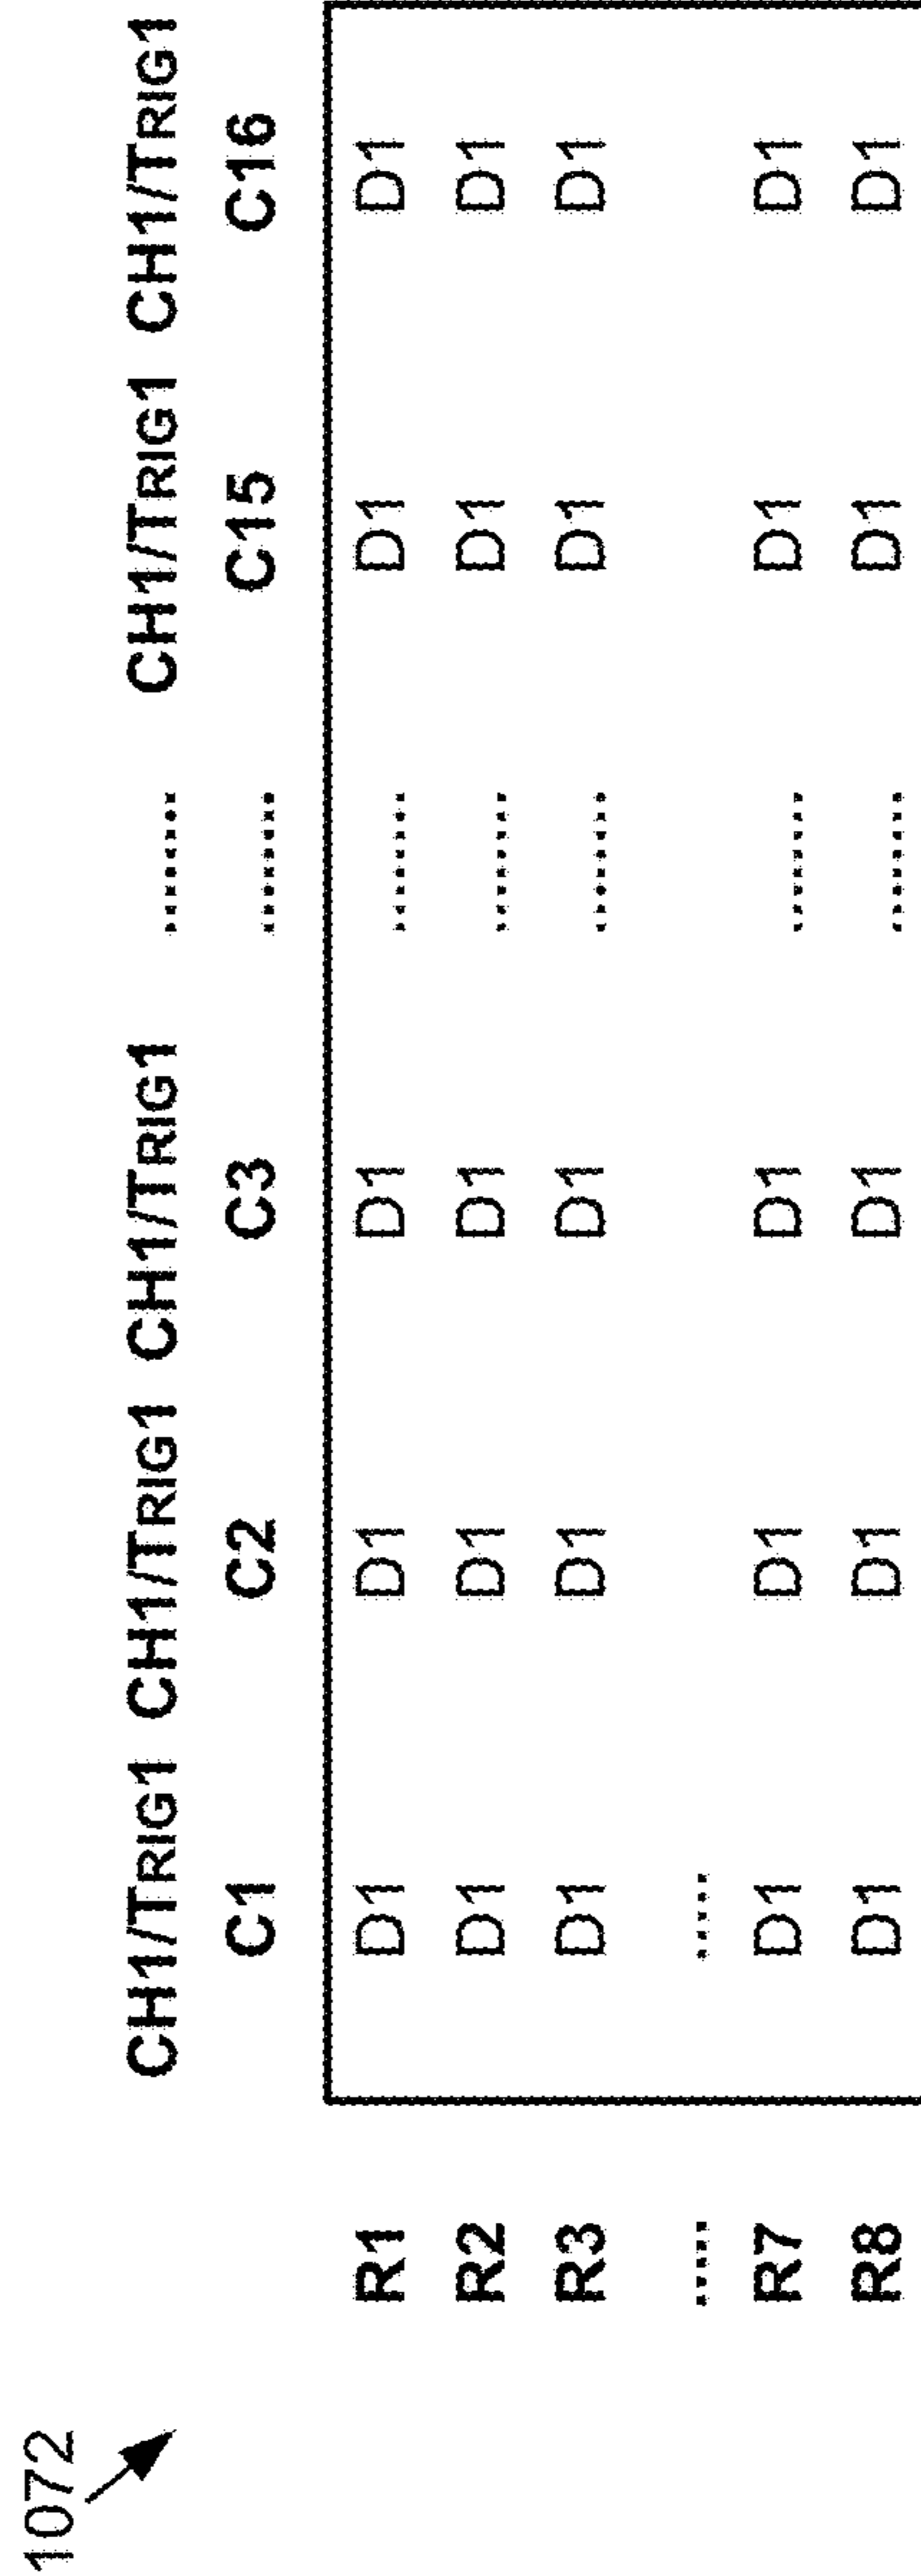 1072
CH1/TRIG1 CH1/TRIG1 CH1/TRIG1 ....... CH1/TRIG1 CH1/TRIG1
C1 C2 C3 ....... C15 C16
R1 D1 D1 D1 ....... D1 D1
R2 D1 D1 D1 ....... D1 D1
R3 D1 D1 D1 ....... D1 D1
..... .....
R7 D1 D1 D1 ....... D1 D1
R8 D1 D1 D1 ....... D1 D1